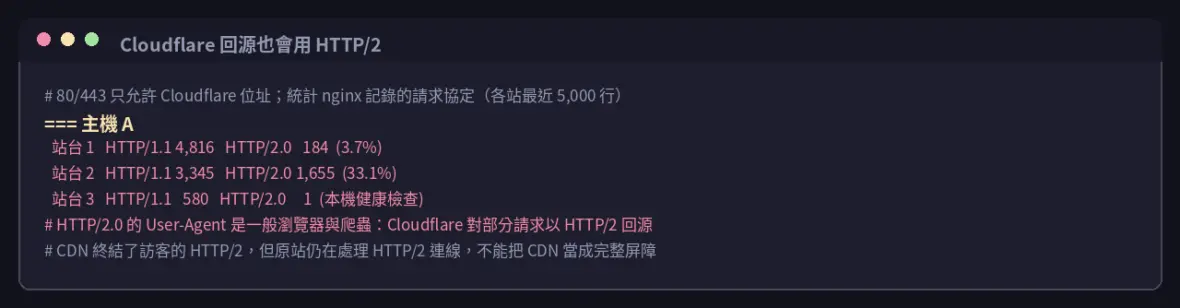 Cloudflare 回源也會用 HTTP/2
# 80/443 只允許 Cloudflare 位址；統計 nginx 記錄的請求協定（各站最近 5,000 行）
=== 主機 A
站台 1 HTTP/1.1 4,816 HTTP/2.0 184 (3.7%)
站台 2 HTTP/1.1 3,345 HTTP/2.0 1,655 (33.1%)
站台 3 HTTP/1.1 580 HTTP/2.0 1 (本機健康檢查)
# HTTP/2.0 的 User-Agent 是一般瀏覽器與爬蟲：Cloudflare 對部分請求以 HTTP/2 回源
# CDN 終結了訪客的 HTTP/2，但原站仍在處理 HTTP/2 連線，不能把 CDN 當成完整屏障